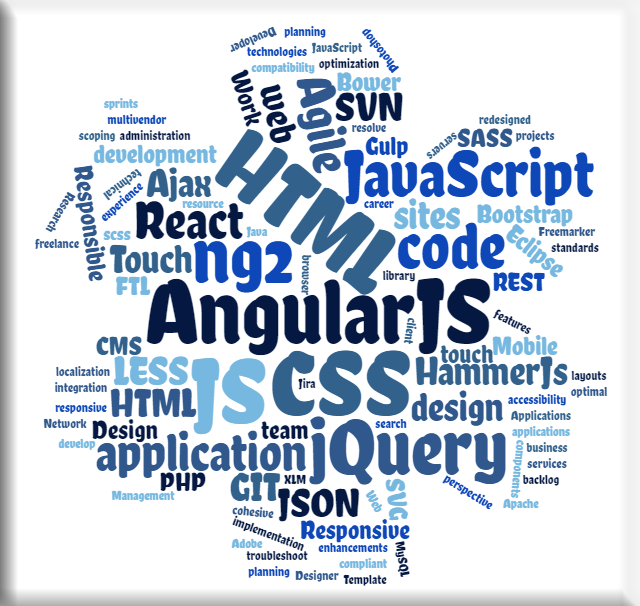 Developer
planning
Photoshop
technologies
JavaScript
compatibility
optimization
Work
web
Agile
Bower
SVN
sprints
multivendor
scoping
administration
resolve
servers
SASS
redesigned
projects
development
HTML
Gulp
JavaScript
Research
Responsible
technical
experience
Ajax
resource
career
sites
Bootstrap
freelance
scss
React
Java
code
Eclipse
Freemarker
standards
Touch
ng2
browser
library
REST
FTL
AngularJS
client
features
CMS
touch
Mobile
localization
LESS
JS
CSS
Jira
HammerJs
layouts
integration
optimal
responsive
HTML
design
accessibility
Network
Design
team
search
Applications
develop
application
jQuery
applications
components
business
services
PHP
GIT
XLM
SVG
perspective
backlog
Management
JSON
Web
Apache
cohesive
implementation
Responsive
MySQL
Adobe
enhancements
troubleshoot
compliant
planning
Designer
Template